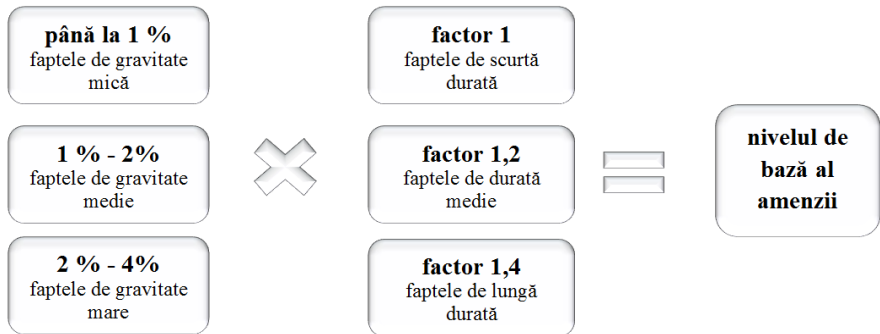 până la 1 %
faptele de gravitate
mică
1 % - 2%
faptele de gravitate
medie
2 % - 4%
faptele de gravitate
mare
factor 1
faptele de scurtă
durată
factor 1,2
faptele de durată
medie
factor 1,4
faptele de lungă
durată
nivelul de
bază al
amenzii